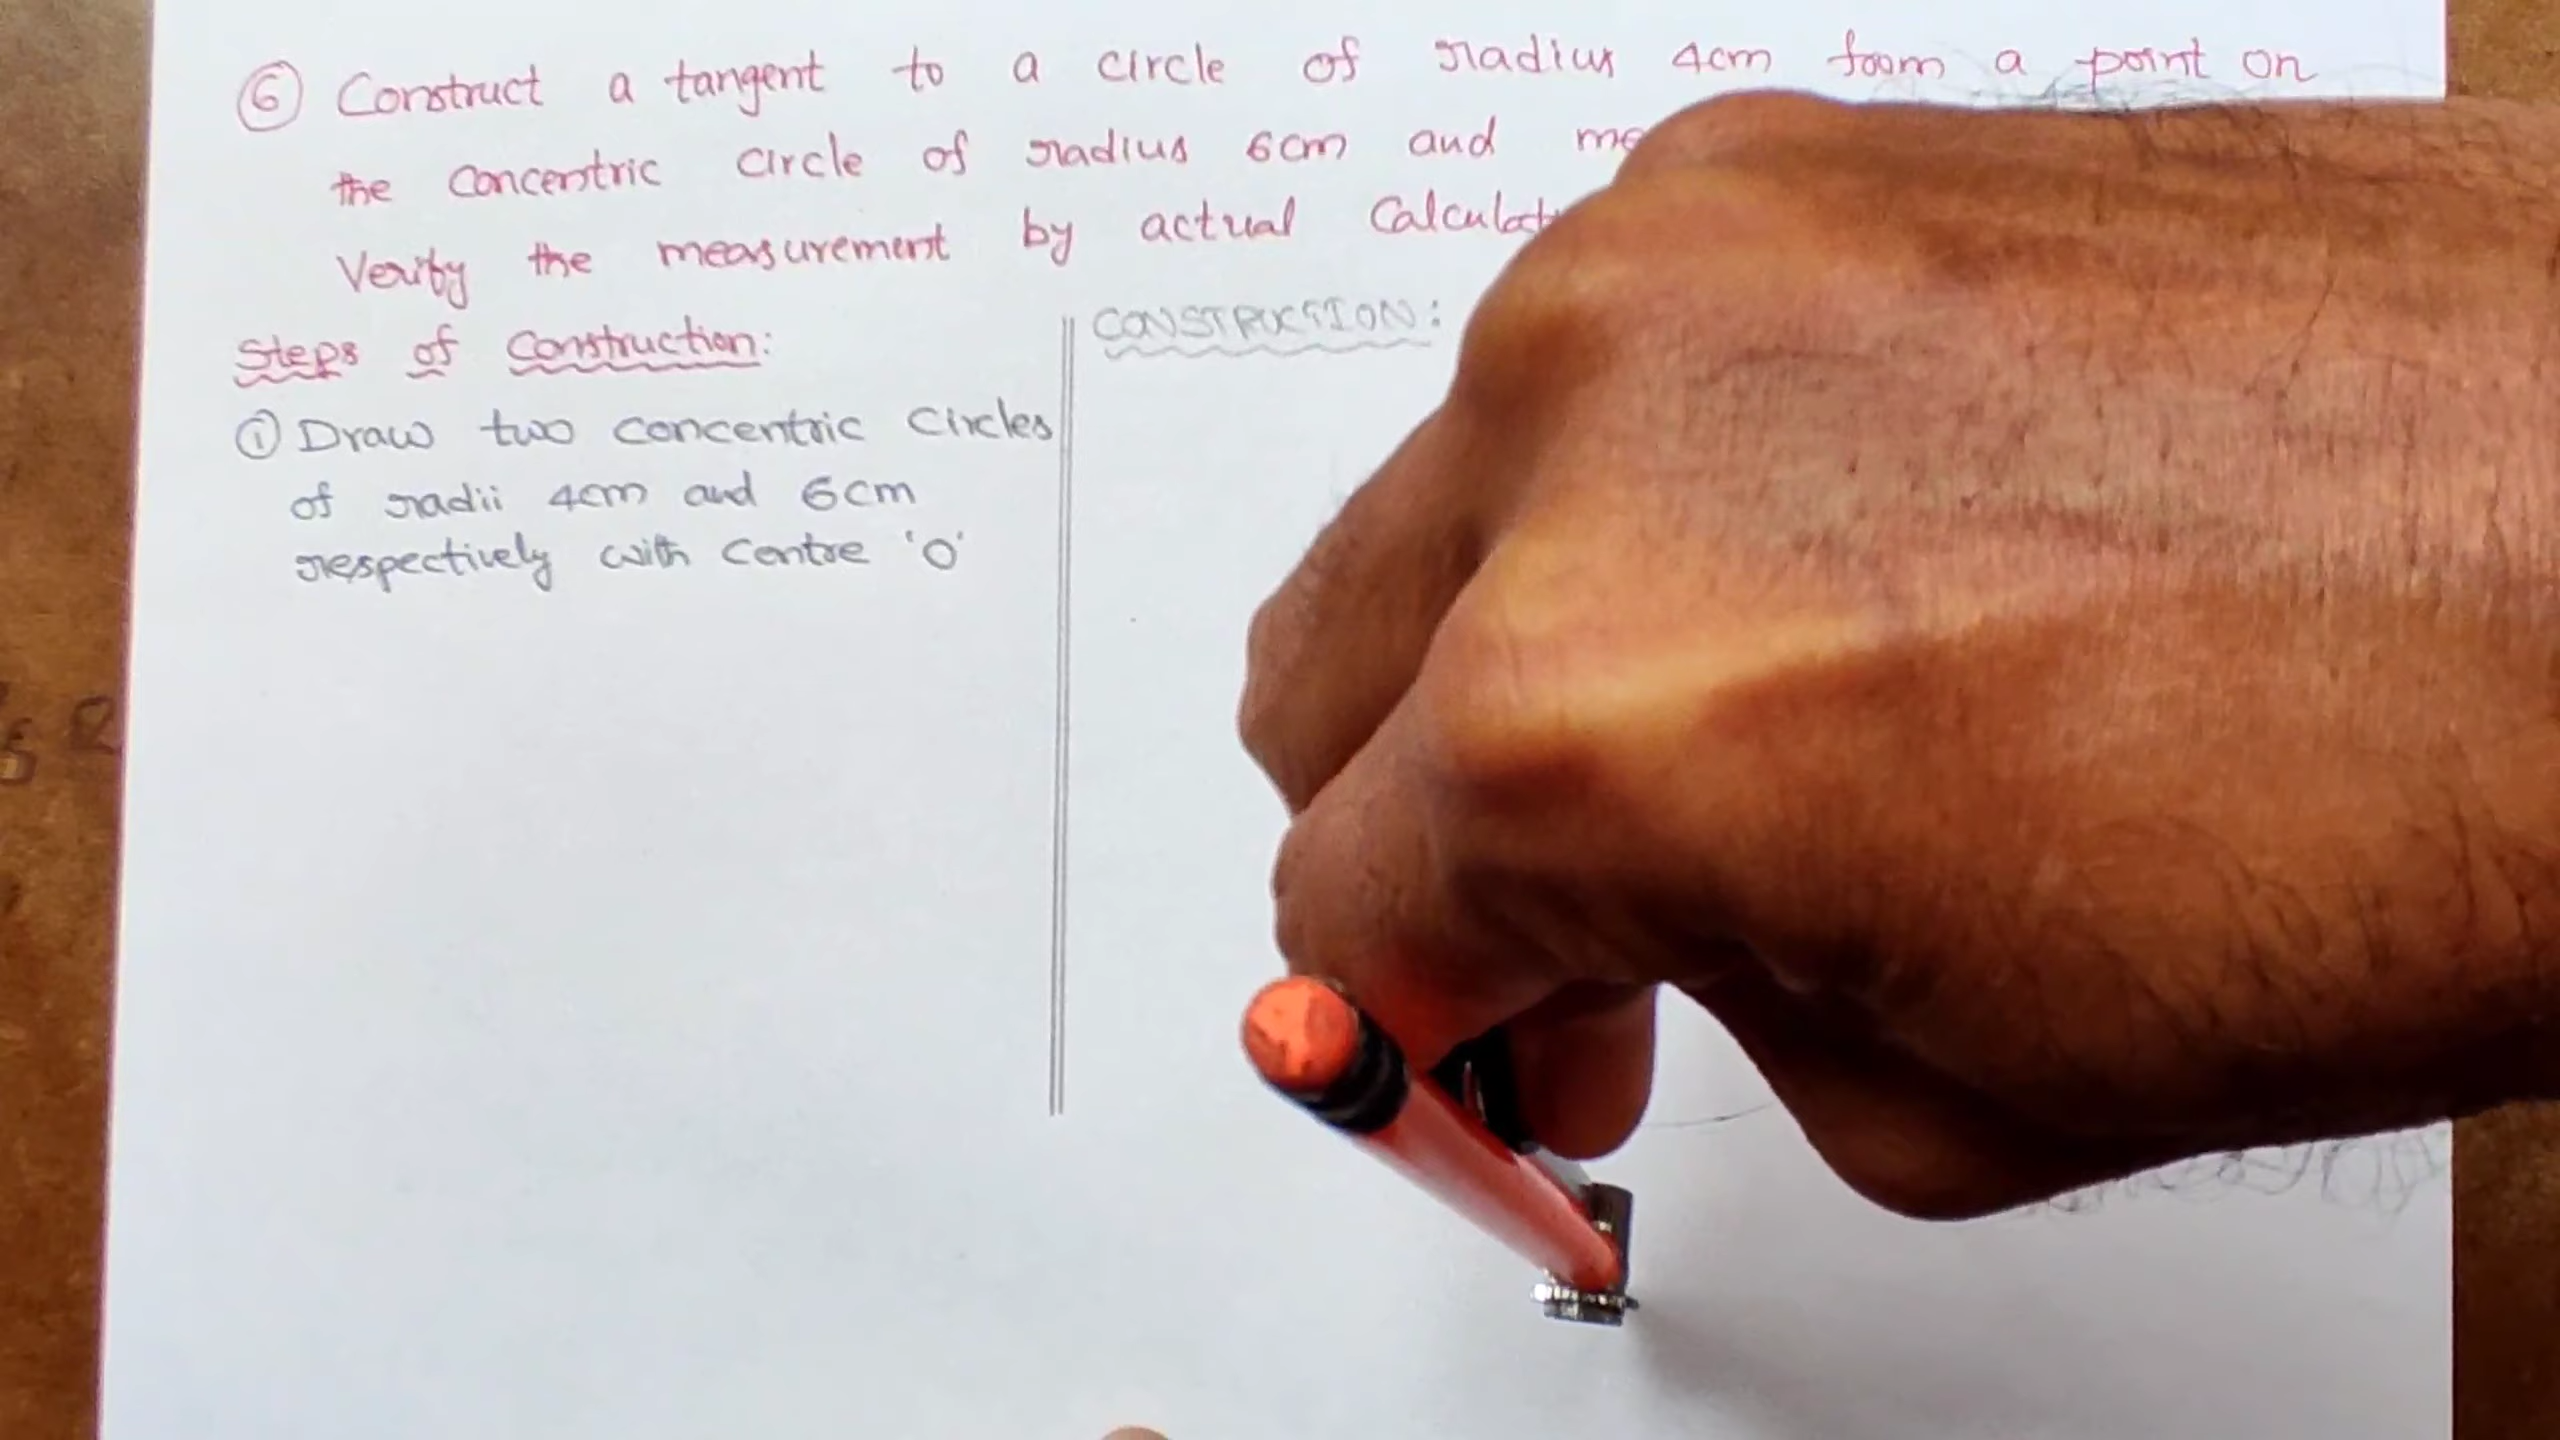 6 Construct a tangent to a circle of radius 4cm from a point on
the concentric circle of radius 6cm and
Verify the measurement by actual
Steps of Construction:
CONSTRUCTION:
1 Draw two concentric circles
of radii 4cm and 6cm
respectively with centre 'O'